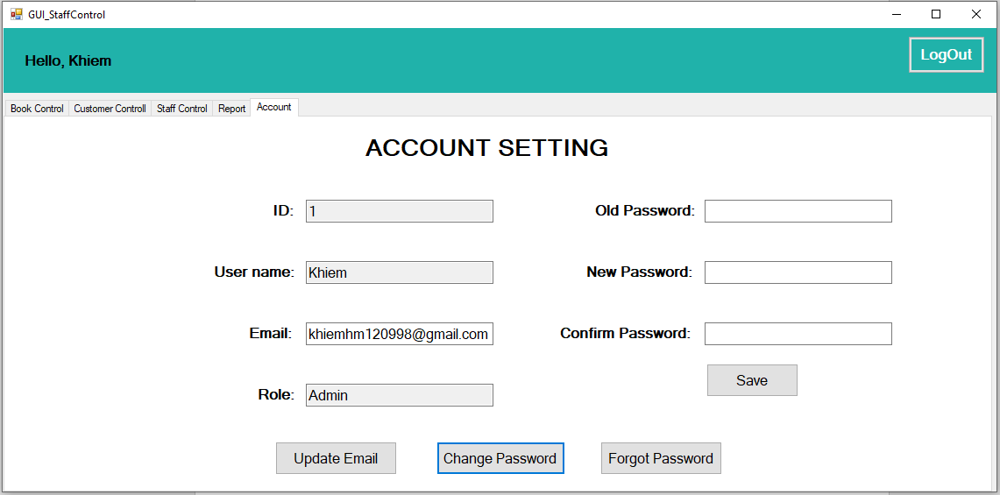 GUI_StaffControl
Hello, Khiem
LogOut
Book Control Customer Controll Staff Control Report Account
ACCOUNT SETTING
ID: 1 Old Password:
User name: Khiem New Password:
Email: khiemhm120998@gmail.com Confirm Password:
Save
Role: Admin
Update Email Change Password Forgot Password